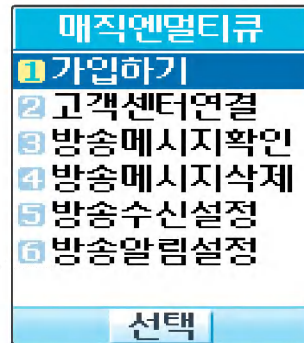 매직엔멀티큐
1 가입하기
2 고객센터연결
3 방송메시지확인
4 방송메시지삭제
5 방송수신설정
6 방송알림설정
선택